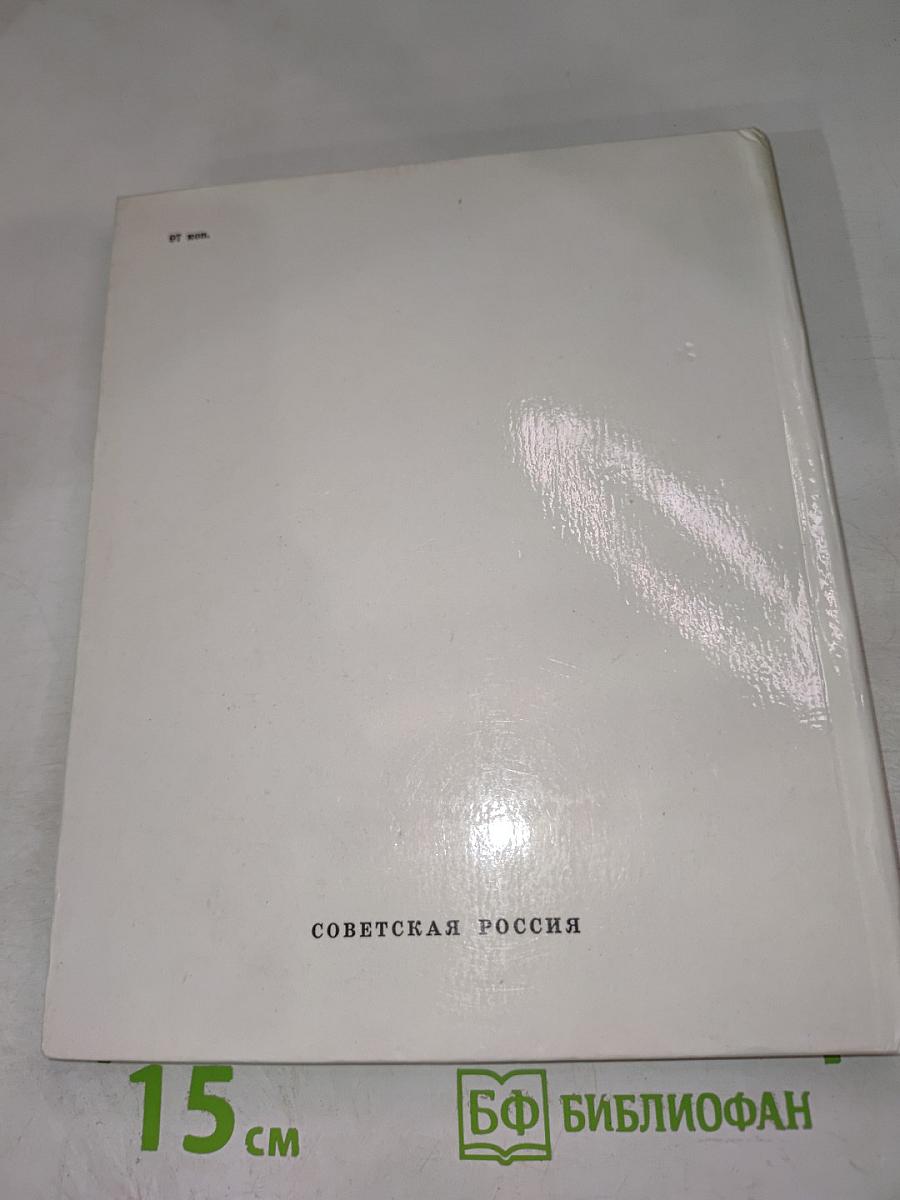 97 коп.
СОВЕТСКАЯ РОССИЯ
15 см
БФ БИБЛИОФАН